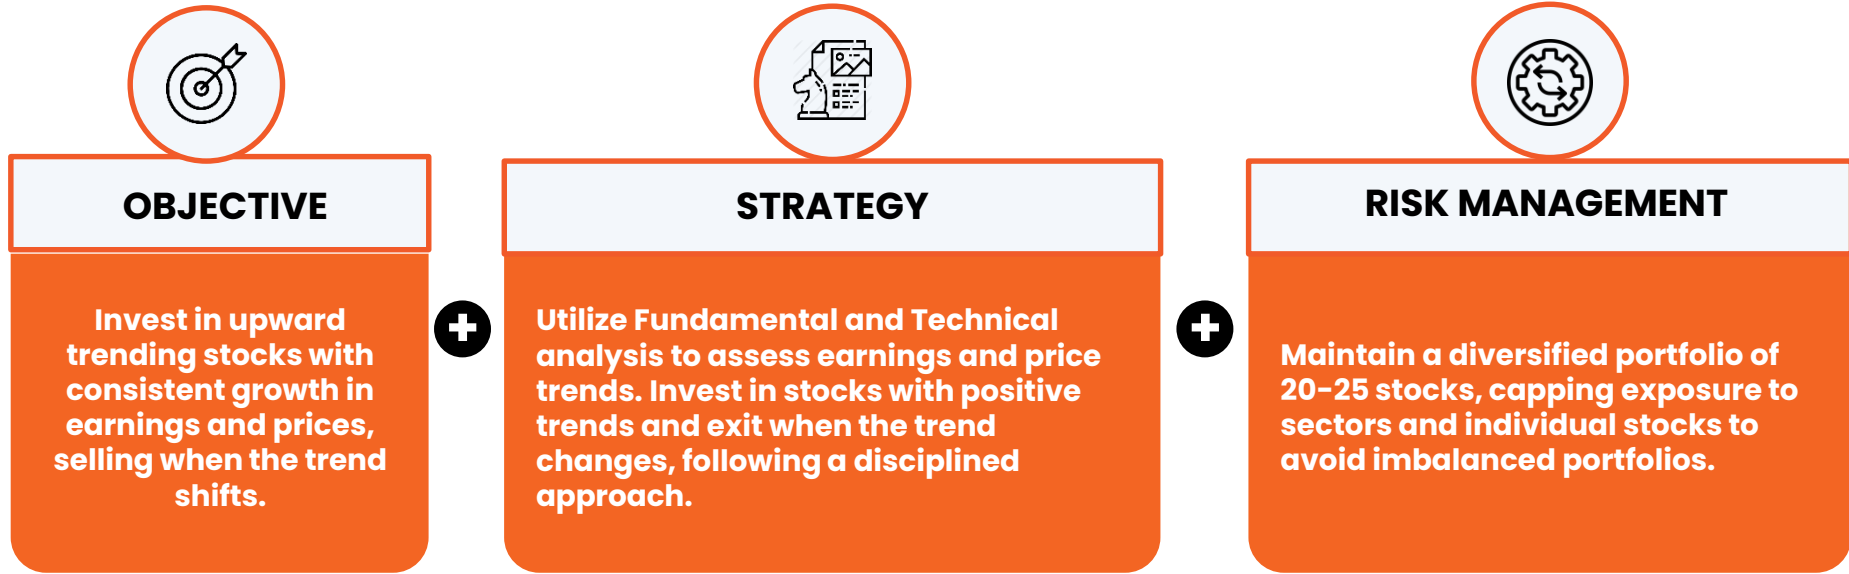 OBJECTIVE
Invest in upward
trending stocks with
consistent growth in
earnings and prices,
selling when the trend
shifts.
STRATEGY
Utilize Fundamental and Technical
analysis to assess earnings and price
trends. Invest in stocks with positive
trends and exit when the trend
changes, following a disciplined
approach.
RISK MANAGEMENT
Maintain a diversified portfolio of
20-25 stocks, capping exposure to
sectors and individual stocks to
avoid imbalanced portfolios.